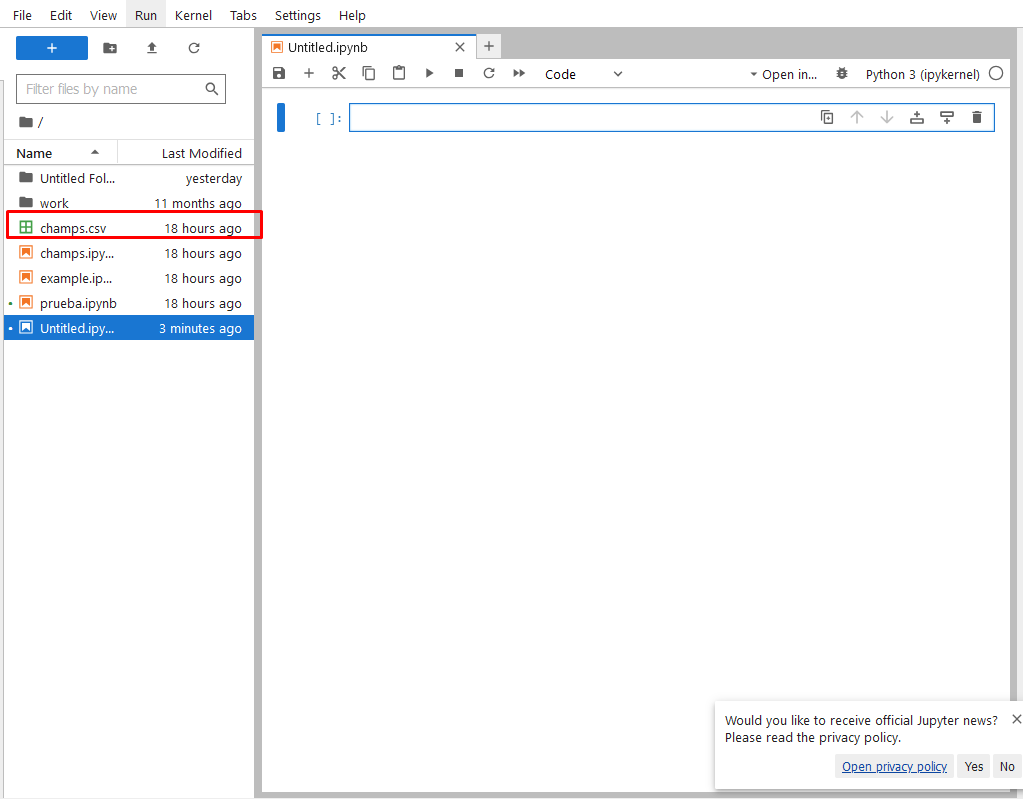 File Edit View Run Kernel Tabs Settings Help
Untitled.ipynb
Filter files by name
Code
Open in...
Python 3 (ipykernel)
/
[ ]:
Name Last Modified
Untitled Fol... yesterday
work 11 months ago
champs.csv 18 hours ago
champs.ipy... 18 hours ago
example.ip... 18 hours ago
prueba.ipynb 18 hours ago
Untitled.ipy... 3 minutes ago
Would you like to receive official Jupyter news?
Please read the privacy policy.
Open privacy policy Yes No